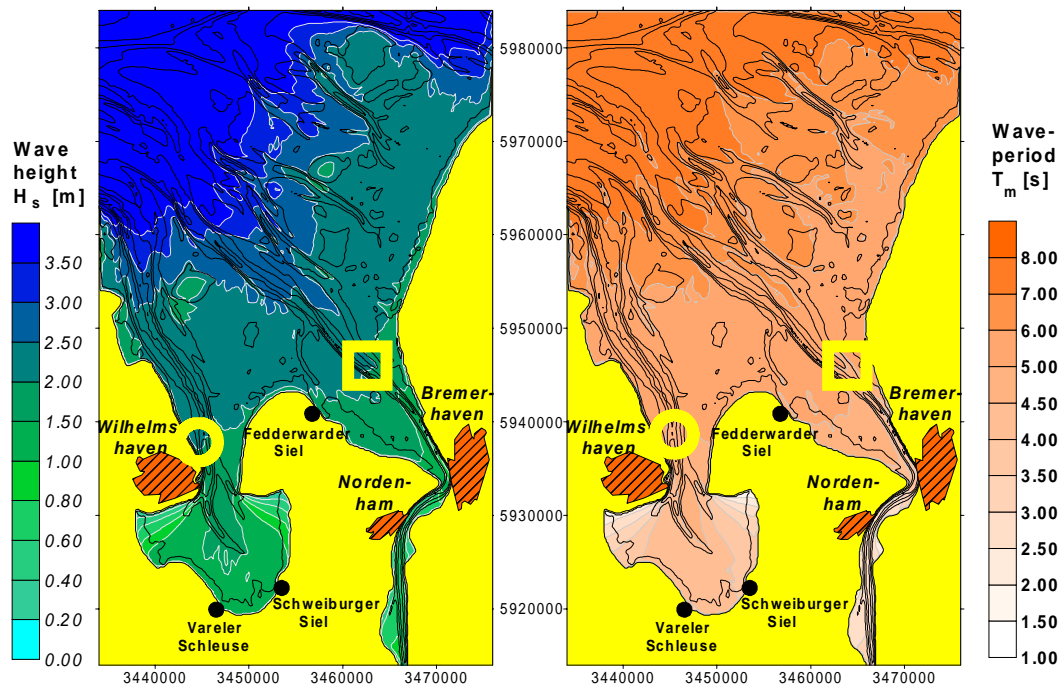 Wave
height
Hs [m]
3.50
3.00
2.50
2.00
1.50
1.00
0.80
0.60
0.40
0.20
0.00
Wilhelms
haven
Fedderwarder
Siel
Bremer-
haven
Norden-
ham
Schweiburger
Siel
Vareler
Schleuse
3440000 3450000 3460000 3470000
5980000
5970000
5960000
5950000
5940000
5930000
5920000
Wilhelms
haven
Fedderwarder
Siel
Bremer-
haven
Norden-
ham
Schweiburger
Siel
Vareler
Schleuse
3440000 3450000 3460000 3470000
Wave-
period
Tm [s]
8.00
7.00
6.00
5.00
4.50
4.00
3.50
3.00
2.50
2.00
1.50
1.00